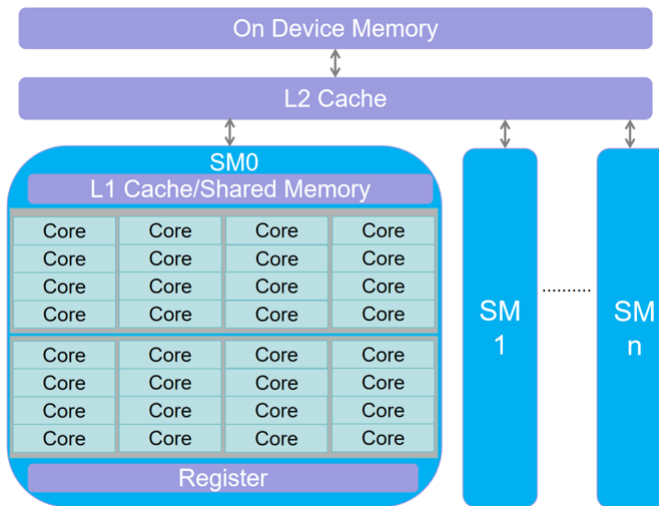 On Device Memory
L2 Cache
SM0
L1 Cache/Shared Memory
Core Core Core Core
Core Core Core Core
Core Core Core Core
Core Core Core Core
Core Core Core Core
Core Core Core Core
Core Core Core Core
Core Core Core Core
Register
SM
1
...........
SM
n